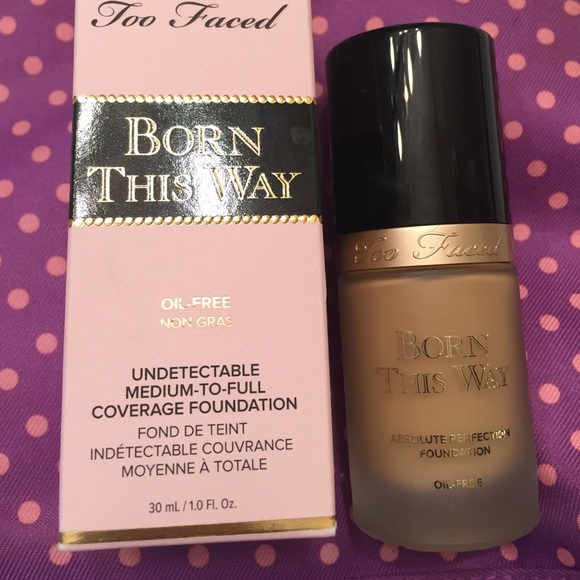 Too Faced
BORN
THIS WAY
OIL-FREE
NON GRAS
UNDETECTABLE
MEDIUM-TO-FULL
COVERAGE FOUNDATION
FOND DE TEINT
INDÉTECTABLE COUVRANCE
MOYENNE À TOTALE
30 mL / 1.0 Fl. Oz.
Too Faced
BORN
THIS WAY
ABSOLUTE PERFECTION
FOUNDATION
OIL-FREE